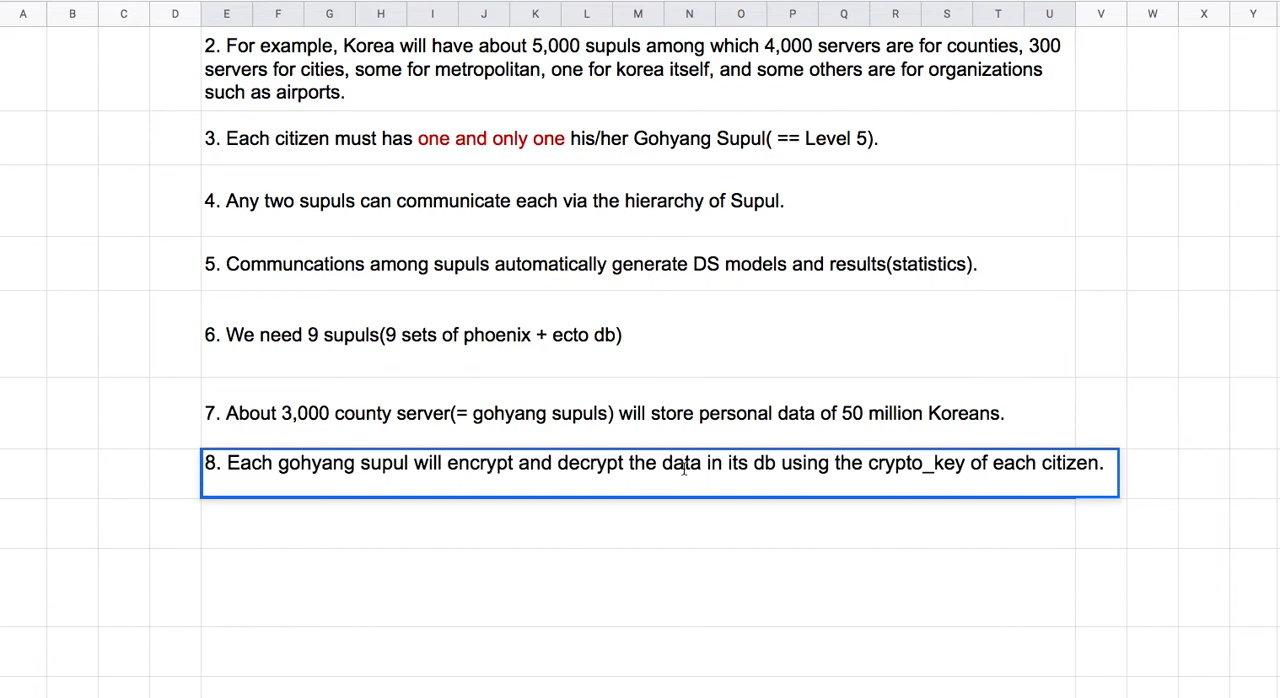 A B C D E F G H I J K L M N O P Q R S T U V W X Y
2. For example, Korea will have about 5,000 supuls among which 4,000 servers are for counties, 300
servers for cities, some for metropolitan, one for korea itself, and some others are for organizations
such as airports.
3. Each citizen must has one and only one his/her Gohyang Supul( == Level 5).
4. Any two supuls can communicate each via the hierarchy of Supul.
5. Communcations among supuls automatically generate DS models and results(statistics).
6. We need 9 supuls(9 sets of phoenix + ecto db)
7. About 3,000 county server(= gohyang supuls) will store personal data of 50 million Koreans.
8. Each gohyang supul will encrypt and decrypt the data in its db using the crypto_key of each citizen.